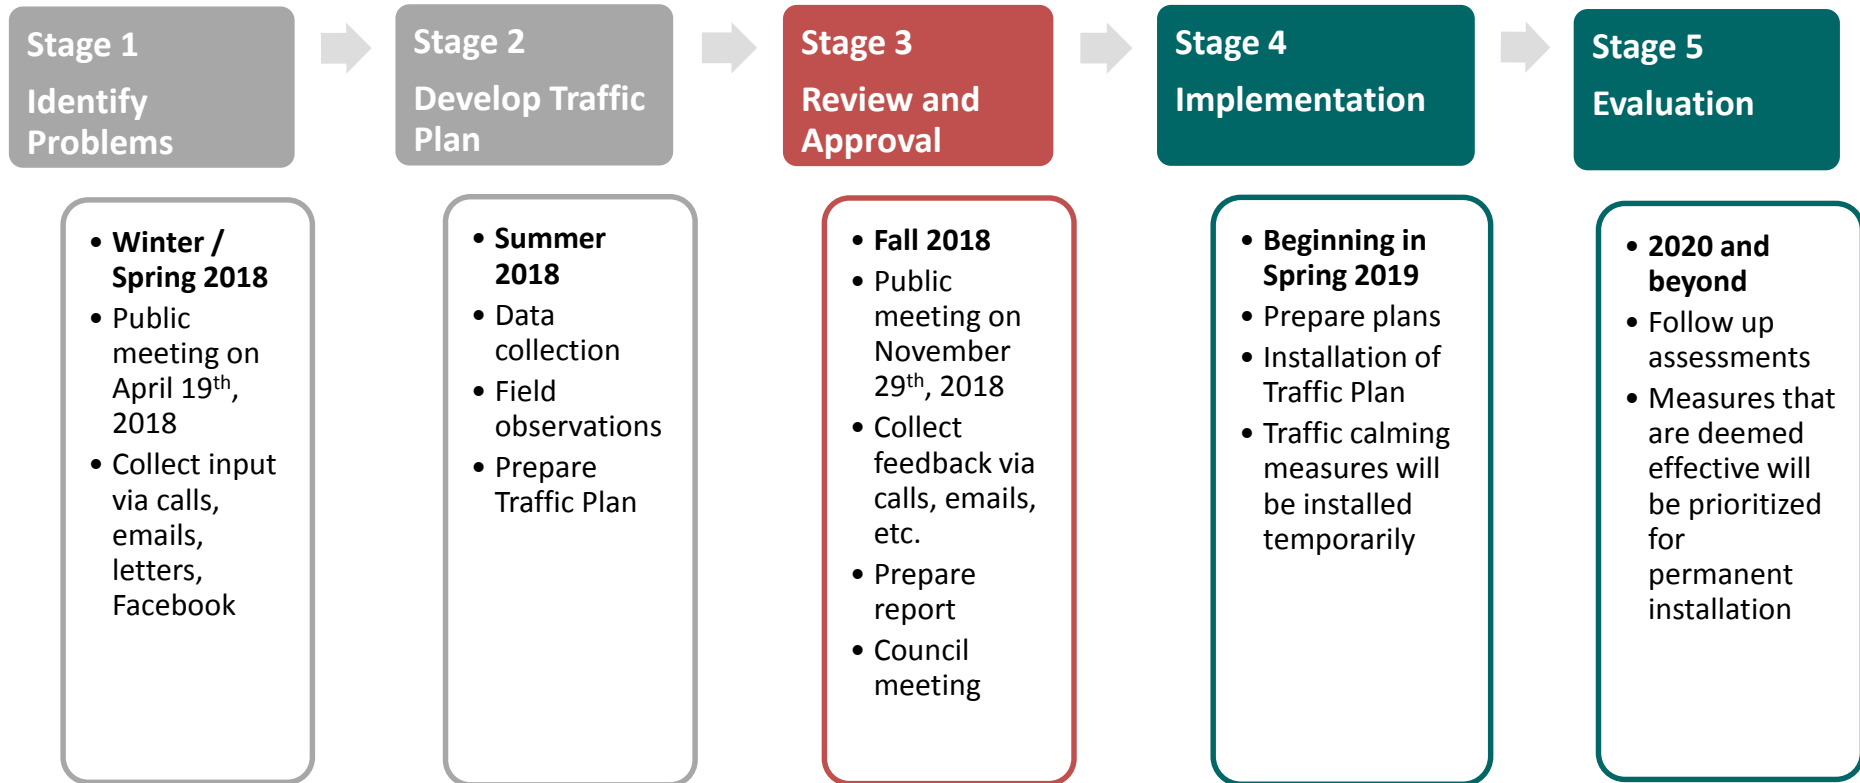 Stage 1
Identify
Problems
• Winter /
Spring 2018
• Public
meeting on
April 19th,
2018
• Collect input
via calls,
emails,
letters,
Facebook
Stage 2
Develop Traffic
Plan
• Summer
2018
• Data
collection
• Field
observations
• Prepare
Traffic Plan
Stage 3
Review and
Approval
• Fall 2018
• Public
meeting on
November
29th, 2018
• Collect
feedback via
calls, emails,
etc.
• Prepare
report
• Council
meeting
Stage 4
Implementation
• Beginning in
Spring 2019
• Prepare plans
• Installation of
Traffic Plan
• Traffic calming
measures will
be installed
temporarily
Stage 5
Evaluation
• 2020 and
beyond
• Follow up
assessments
• Measures that
are deemed
effective will
be prioritized
for
permanent
installation